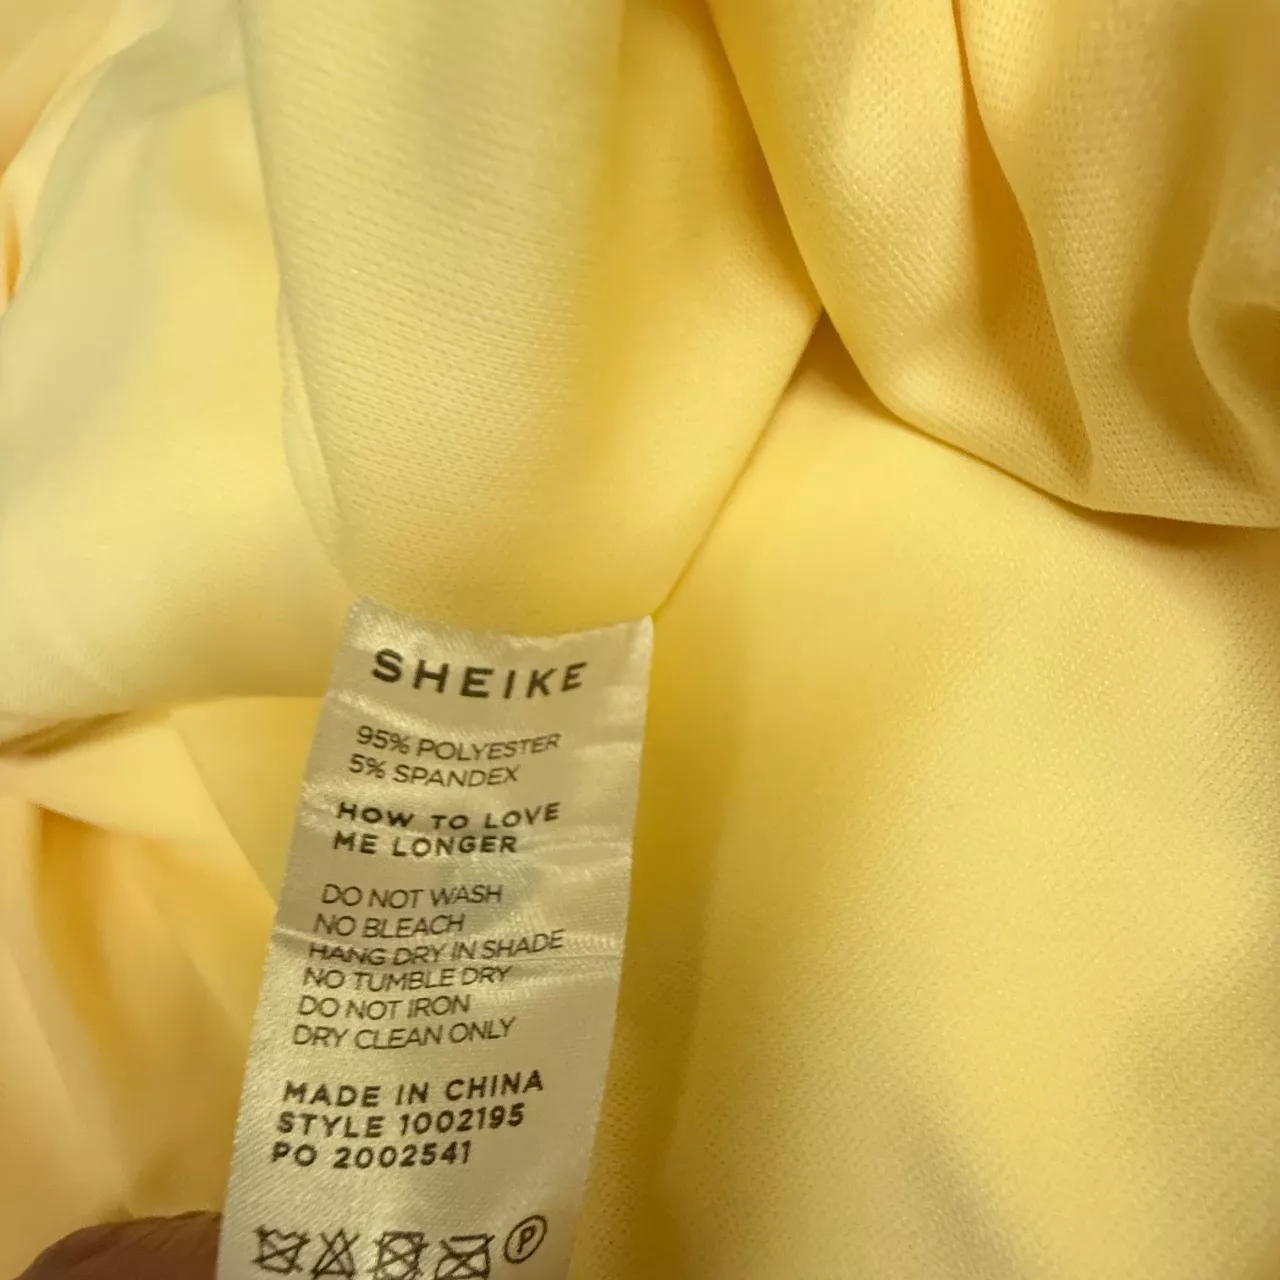 SHEIKE
95% POLYESTER
5% SPANDEX
HOW TO LOVE
ME LONGER
DO NOT WASH
NO BLEACH
HANG DRY IN SHADE
NO TUMBLE DRY
DO NOT IRON
DRY CLEAN ONLY
MADE IN CHINA
STYLE 1002195
PO 2002541
P